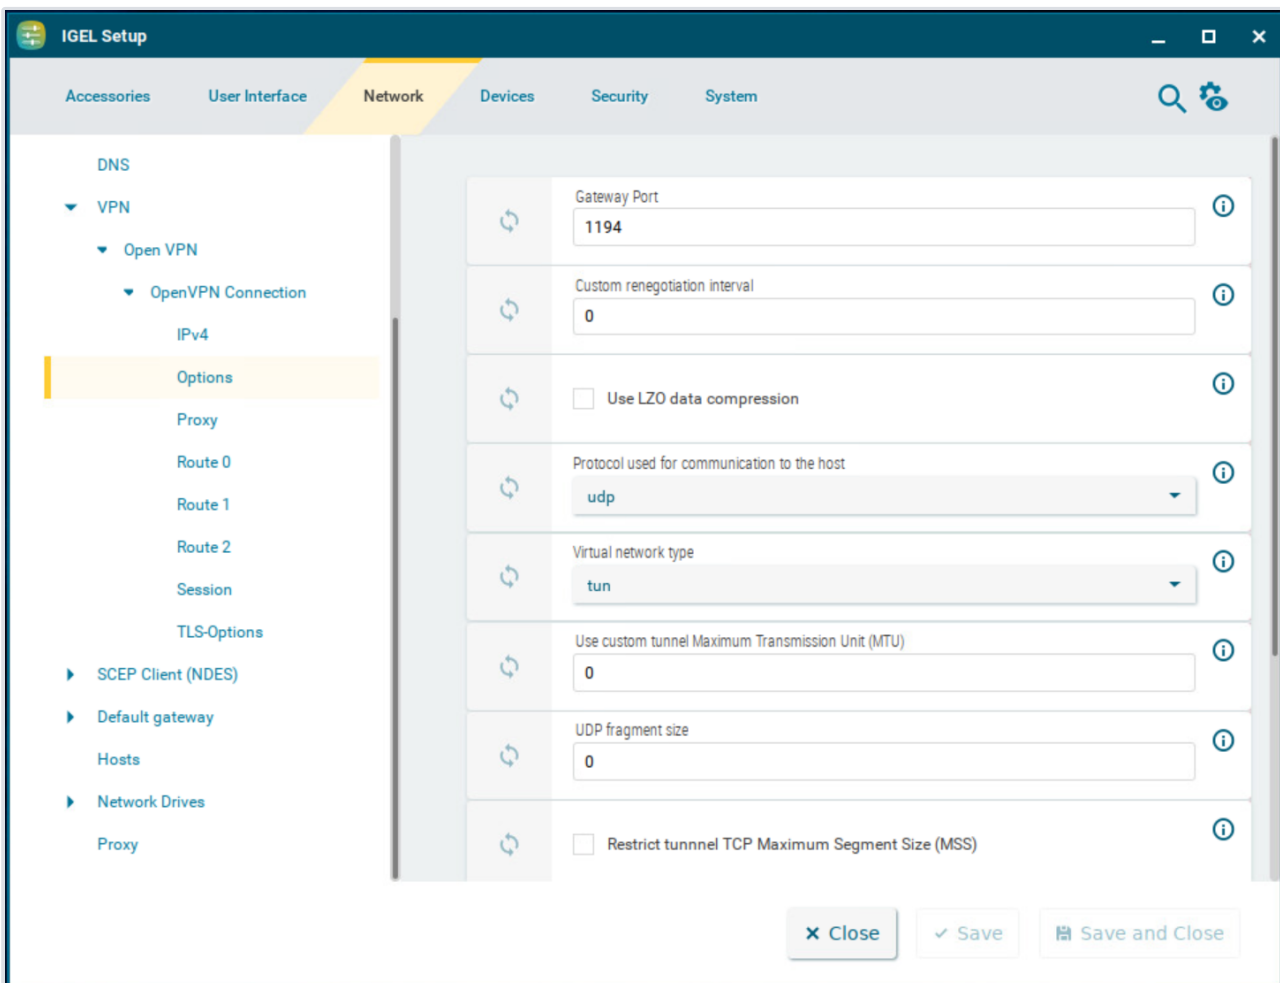 IGEL Setup
Accessories
User Interface
Network
Devices
Security
System
DNS
VPN
Open VPN
OpenVPN Connection
IPv4
Options
Proxy
Route 0
Route 1
Route 2
Session
TLS-Options
SCEP Client (NDES)
Default gateway
Hosts
Network Drives
Proxy
Gateway Port
1194
Custom renegotiation interval
0
Use LZO data compression
Protocol used for communication to the host
udp
Virtual network type
tun
Use custom tunnel Maximum Transmission Unit (MTU)
0
UDP fragment size
0
Restrict tunnnel TCP Maximum Segment Size (MSS)
Close
Save
Save and Close